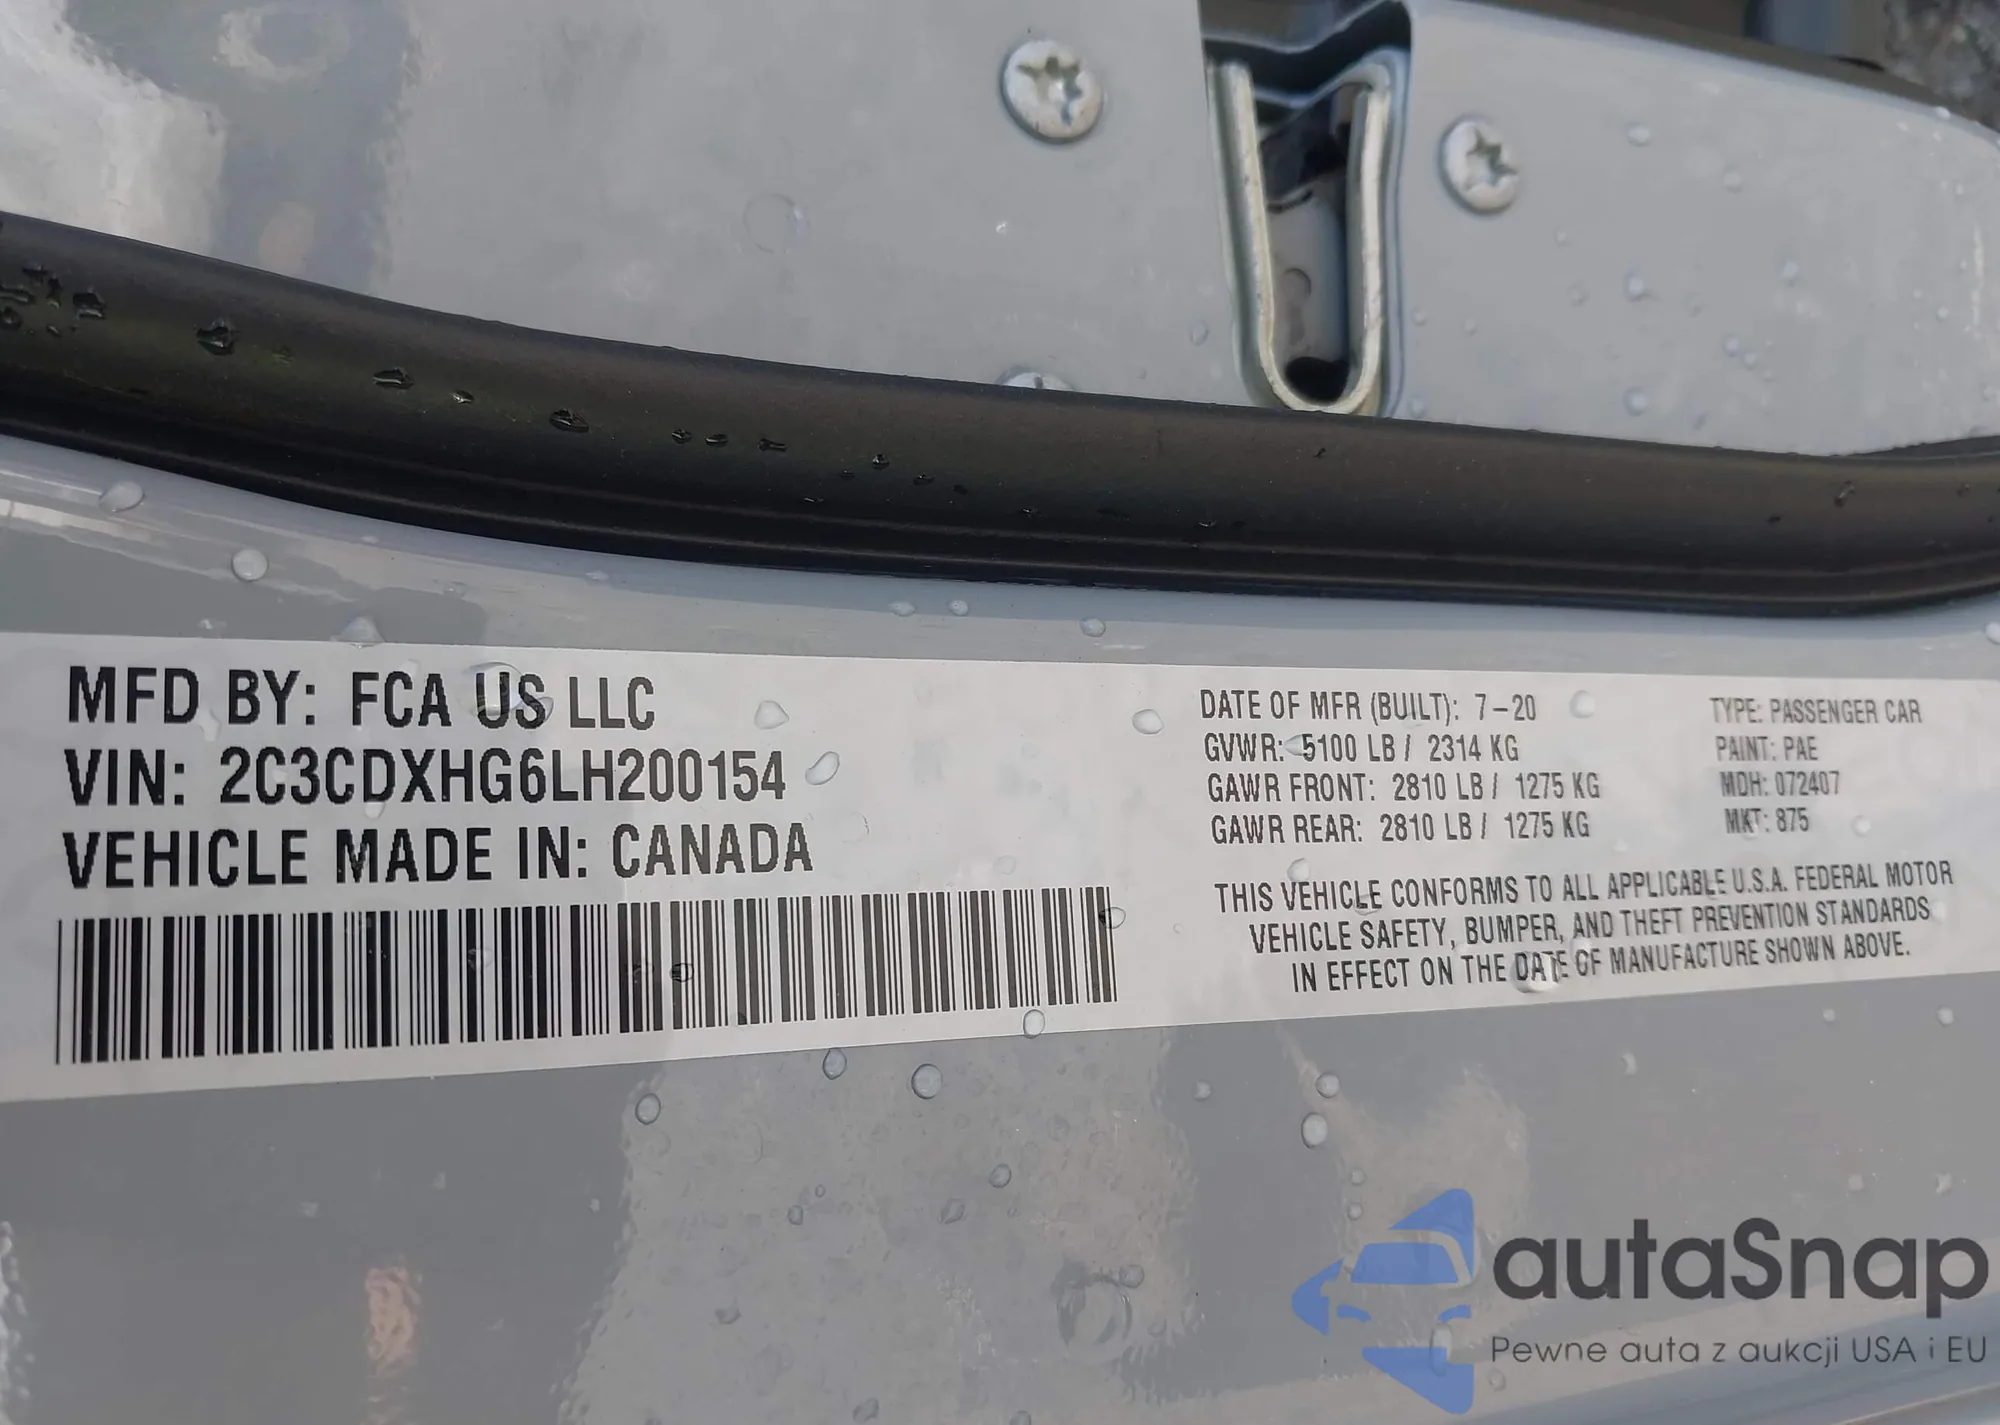 MFD BY: FCA US LLC
VIN: 2C3CDXHG6LH200154
VEHICLE MADE IN: CANADA
DATE OF MFR (BUILT): 7-20
GVWR: 5100 LB / 2314 KG
GAWR FRONT: 2810 LB / 1275 KG
GAWR REAR: 2810 LB / 1275 KG
TYPE: PASSENGER CAR
PAINT: PAE
MDH: 072407
MKT: 875
THIS VEHICLE CONFORMS TO ALL APPLICABLE U.S.A. FEDERAL MOTOR
VEHICLE SAFETY, BUMPER, AND THEFT PREVENTION STANDARDS
IN EFFECT ON THE DATE OF MANUFACTURE SHOWN ABOVE.
autaSnap
Pewne auta z aukcji USA i EU